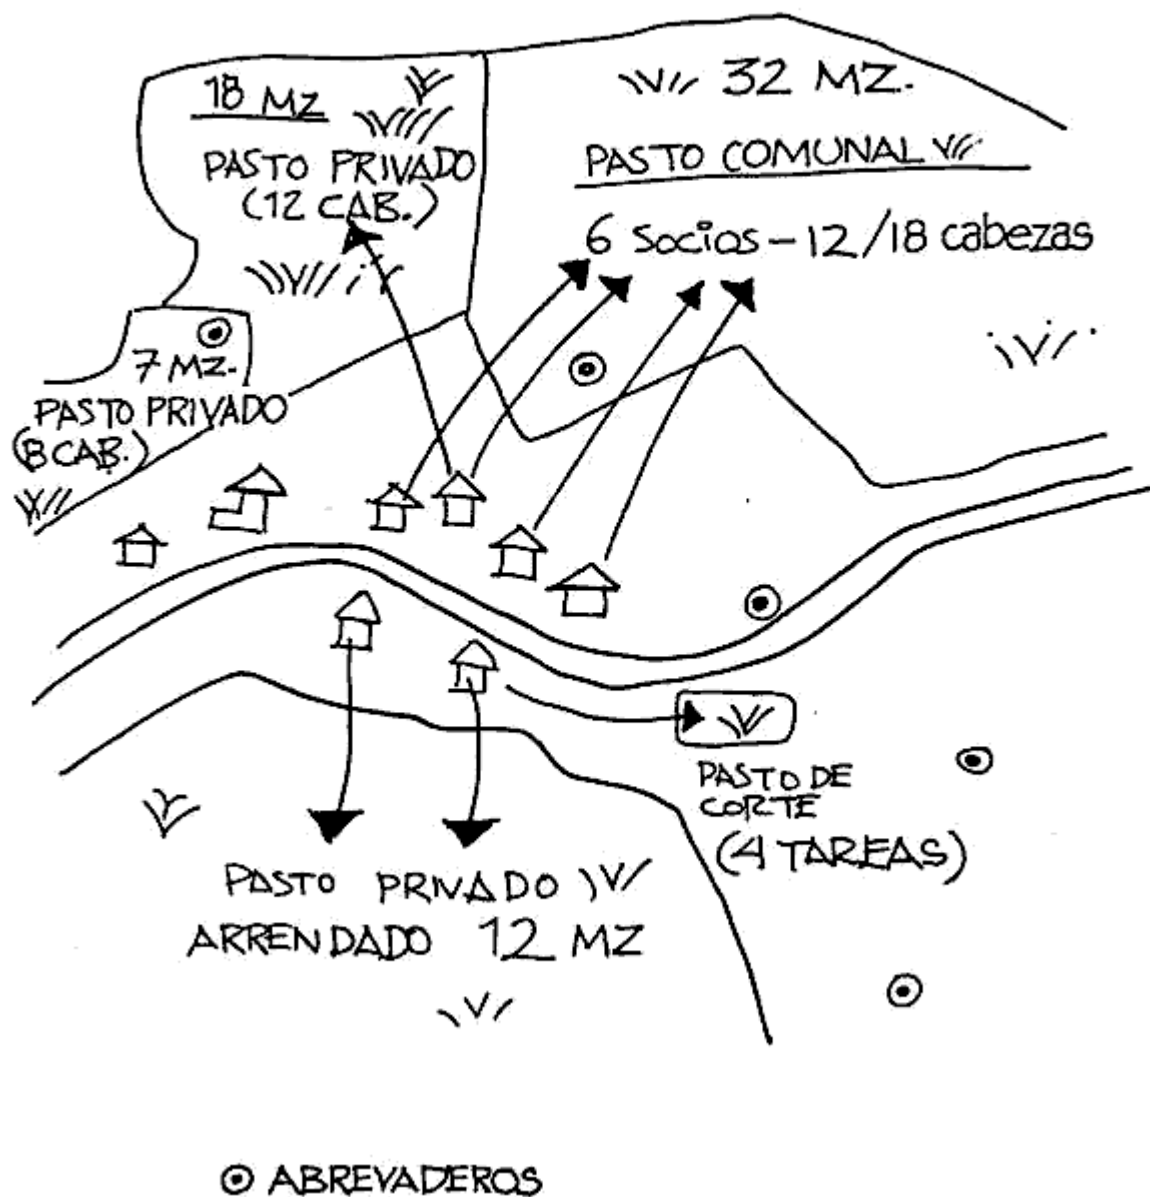 18 MZ
PASTO PRIVADO
(12 CAB.)
32 MZ.
PASTO COMUNAL
6 Socios - 12/18 cabezas
7 MZ.
PASTO PRIVADO
(8 CAB.)
PASTO DE
CORTE
(4 TAREAS)
PASTO PRIVADO
ARRENDADO 12 MZ
ABREVADEROS